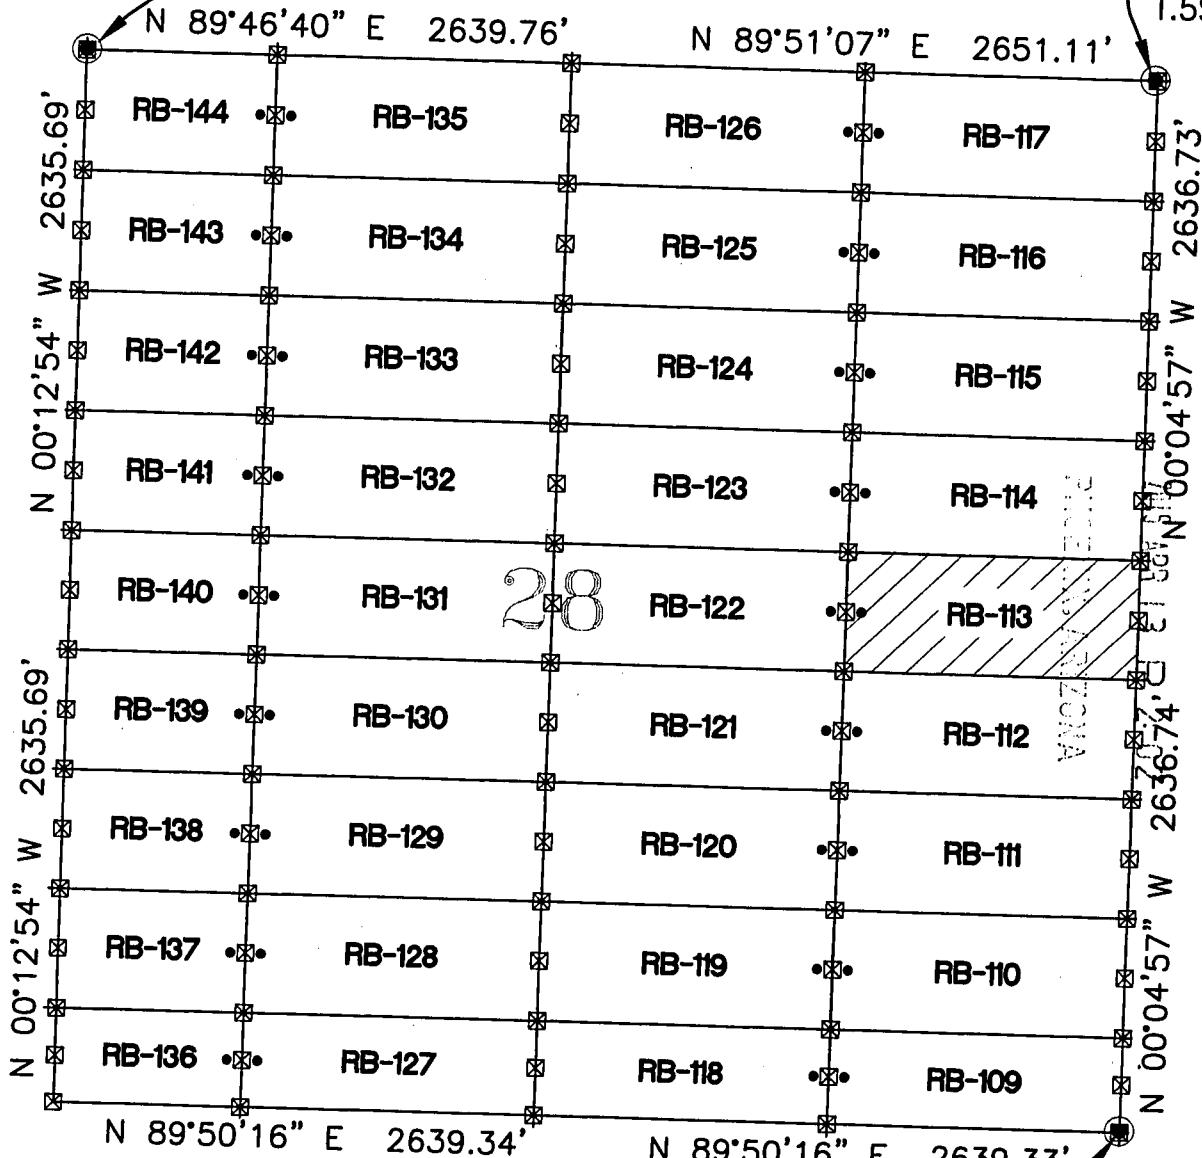 N 89°46'40" E 2639.76'
N 89°51'07" E 2651.11'
2635.69'
N 00°12'54" W
2635.69'
N 00°12'54" W
2636.73'
N 00°04'57" W
2636.74'
N 00°04'57" W
RB-144 RB-135 RB-126 RB-117
RB-143 RB-134 RB-125 RB-116
RB-142 RB-133 RB-124 RB-115
RB-141 RB-132 RB-123 RB-114
RB-140 RB-131 28 RB-122 RB-113
RB-139 RB-130 RB-121 RB-112
RB-138 RB-129 RB-120 RB-111
RB-137 RB-128 RB-119 RB-110
RB-136 RB-127 RB-118 RB-109
N 89°50'16" E 2639.34'
N 89°50'16" E 2639.33'